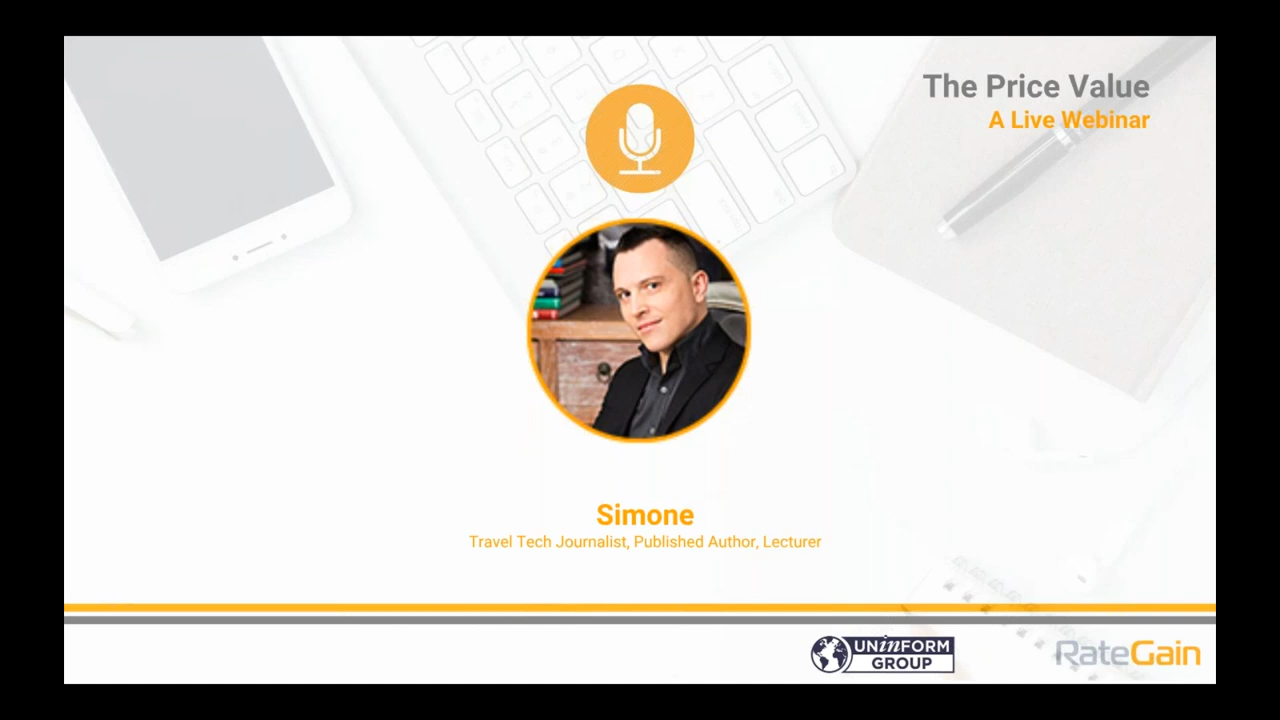 The Price Value
A Live Webinar
Simone
Travel Tech Journalist, Published Author, Lecturer
UNINFORM
GROUP
RateGain